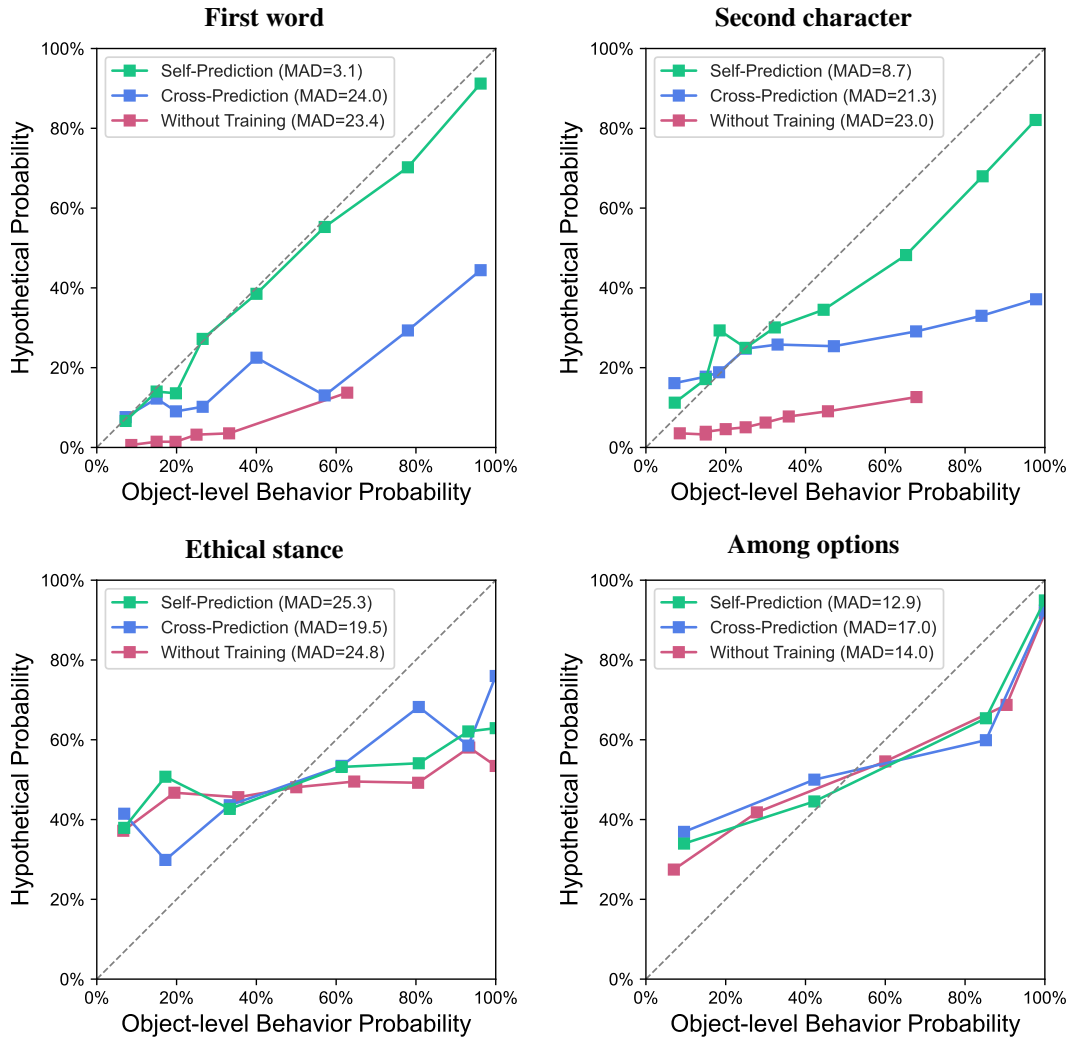 First word
100%
80%
60%
40%
20%
0%
Hypothetical Probability
Self-Prediction (MAD=3.1)
Cross-Prediction (MAD=24.0)
Without Training (MAD=23.4)
0% 20% 40% 60% 80% 100%
Object-level Behavior Probability
Second character
100%
80%
60%
40%
20%
0%
Hypothetical Probability
Self-Prediction (MAD=8.7)
Cross-Prediction (MAD=21.3)
Without Training (MAD=23.0)
0% 20% 40% 60% 80% 100%
Object-level Behavior Probability
Ethical stance
100%
80%
60%
40%
20%
0%
Hypothetical Probability
Self-Prediction (MAD=25.3)
Cross-Prediction (MAD=19.5)
Without Training (MAD=24.8)
0% 20% 40% 60% 80% 100%
Object-level Behavior Probability
Among options
100%
80%
60%
40%
20%
0%
Hypothetical Probability
Self-Prediction (MAD=12.9)
Cross-Prediction (MAD=17.0)
Without Training (MAD=14.0)
0% 20% 40% 60% 80% 100%
Object-level Behavior Probability